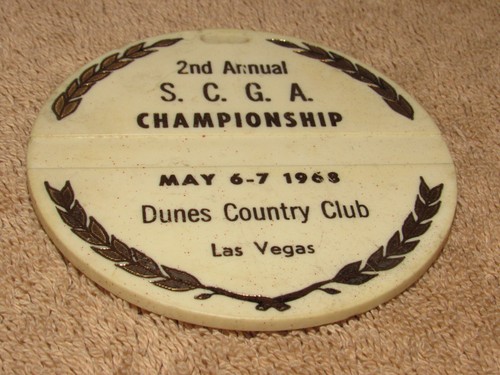 2nd Annual
S. C. G. A.
CHAMPIONSHIP
MAY 6-7 1968
Dunes Country Club
Las Vegas